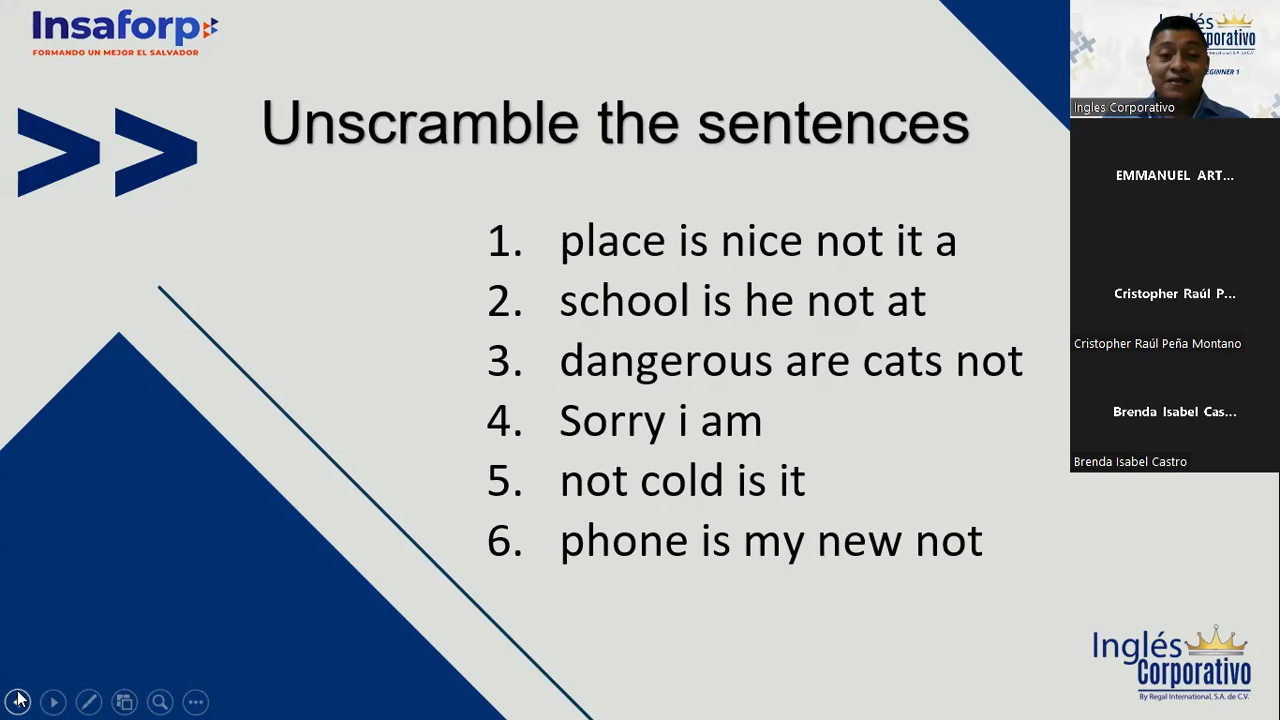 Insaforp
FORMANDO UN MEJOR EL SALVADOR
>>
Unscramble the sentences
1. place is nice not it a
2. school is he not at
3. dangerous are cats not
4. Sorry i am
5. not cold is it
6. phone is my new not
Inglés
Corporativo
By Regal International, S.A. de C.V.
EGINNER 1
Ingles Corporativo
EMMANUEL ART...
Cristopher Raúl P...
Cristopher Raúl Peña Montano
Brenda Isabel Cas...
Brenda Isabel Castro